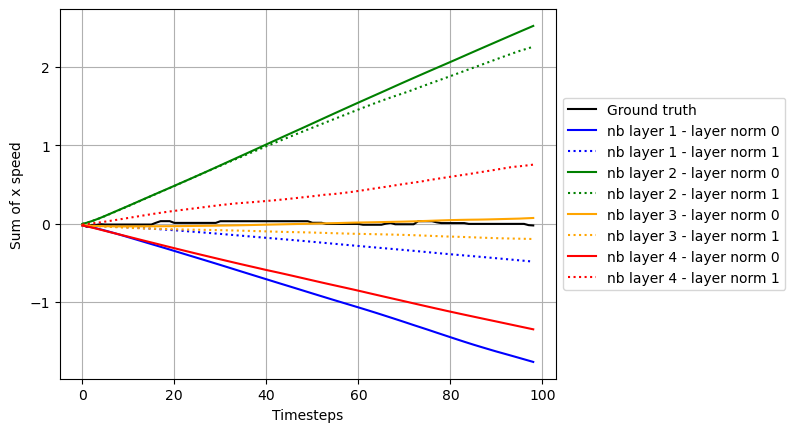 2
1
0
−1
Sum of x speed
0
20
40
60
80
100
Timesteps
Ground truth
nb layer 1 - layer norm 0
nb layer 1 - layer norm 1
nb layer 2 - layer norm 0
nb layer 2 - layer norm 1
nb layer 3 - layer norm 0
nb layer 3 - layer norm 1
nb layer 4 - layer norm 0
nb layer 4 - layer norm 1